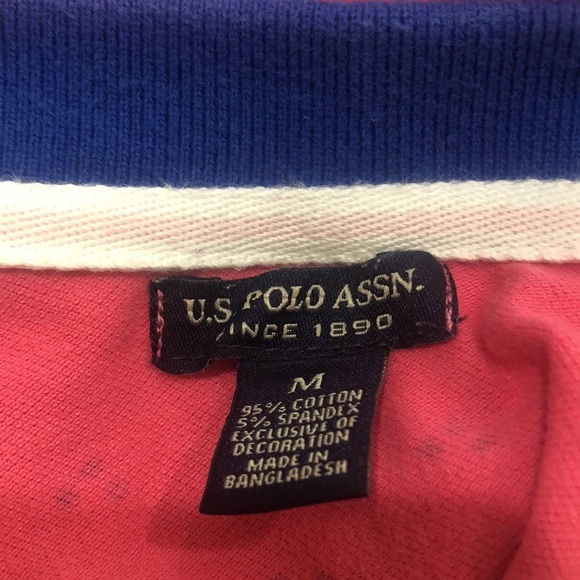 U.S. POLO ASSN.
SINCE 1890
M
95% COTTON
5% SPANDEX
EXCLUSIVE OF
DECORATION
MADE IN
BANGLADESH